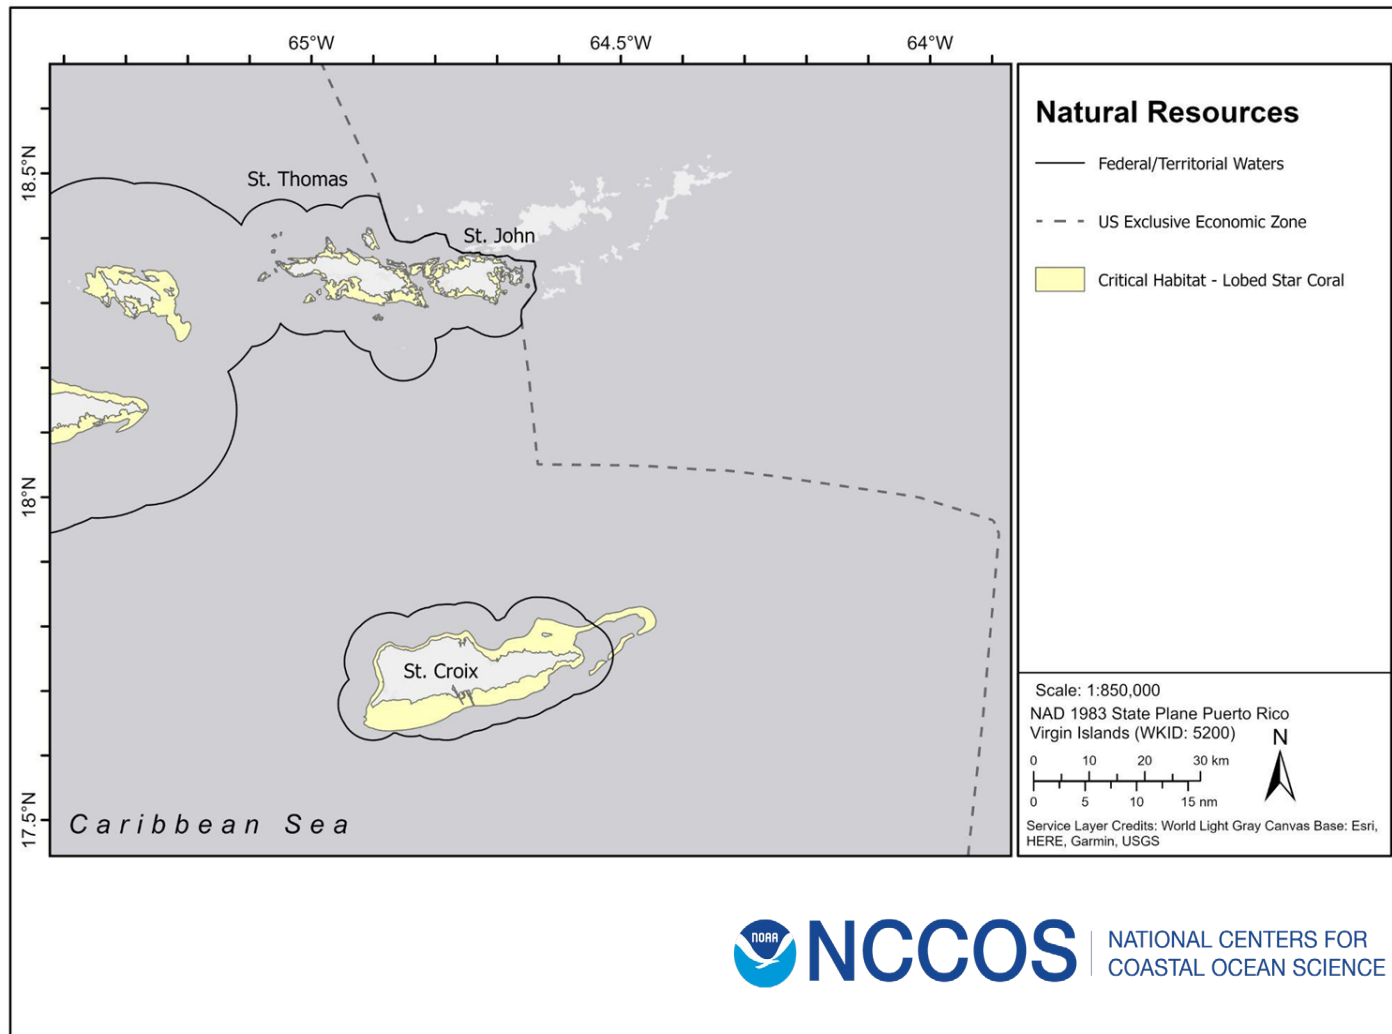 65°W
64.5°W
64°W
18.5°N
18°N
17.5°N
St. Thomas
St. John
St. Croix
Caribbean Sea
Natural Resources
Federal/Territorial Waters
US Exclusive Economic Zone
Critical Habitat - Lobed Star Coral
Scale: 1:850,000
NAD 1983 State Plane Puerto Rico
Virgin Islands (WKID: 5200)
N
0 10 20 30 km
0 5 10 15 nm
Service Layer Credits: World Light Gray Canvas Base: Esri,
HERE, Garmin, USGS
NOAA
NCCOS
NATIONAL CENTERS FOR
COASTAL OCEAN SCIENCE